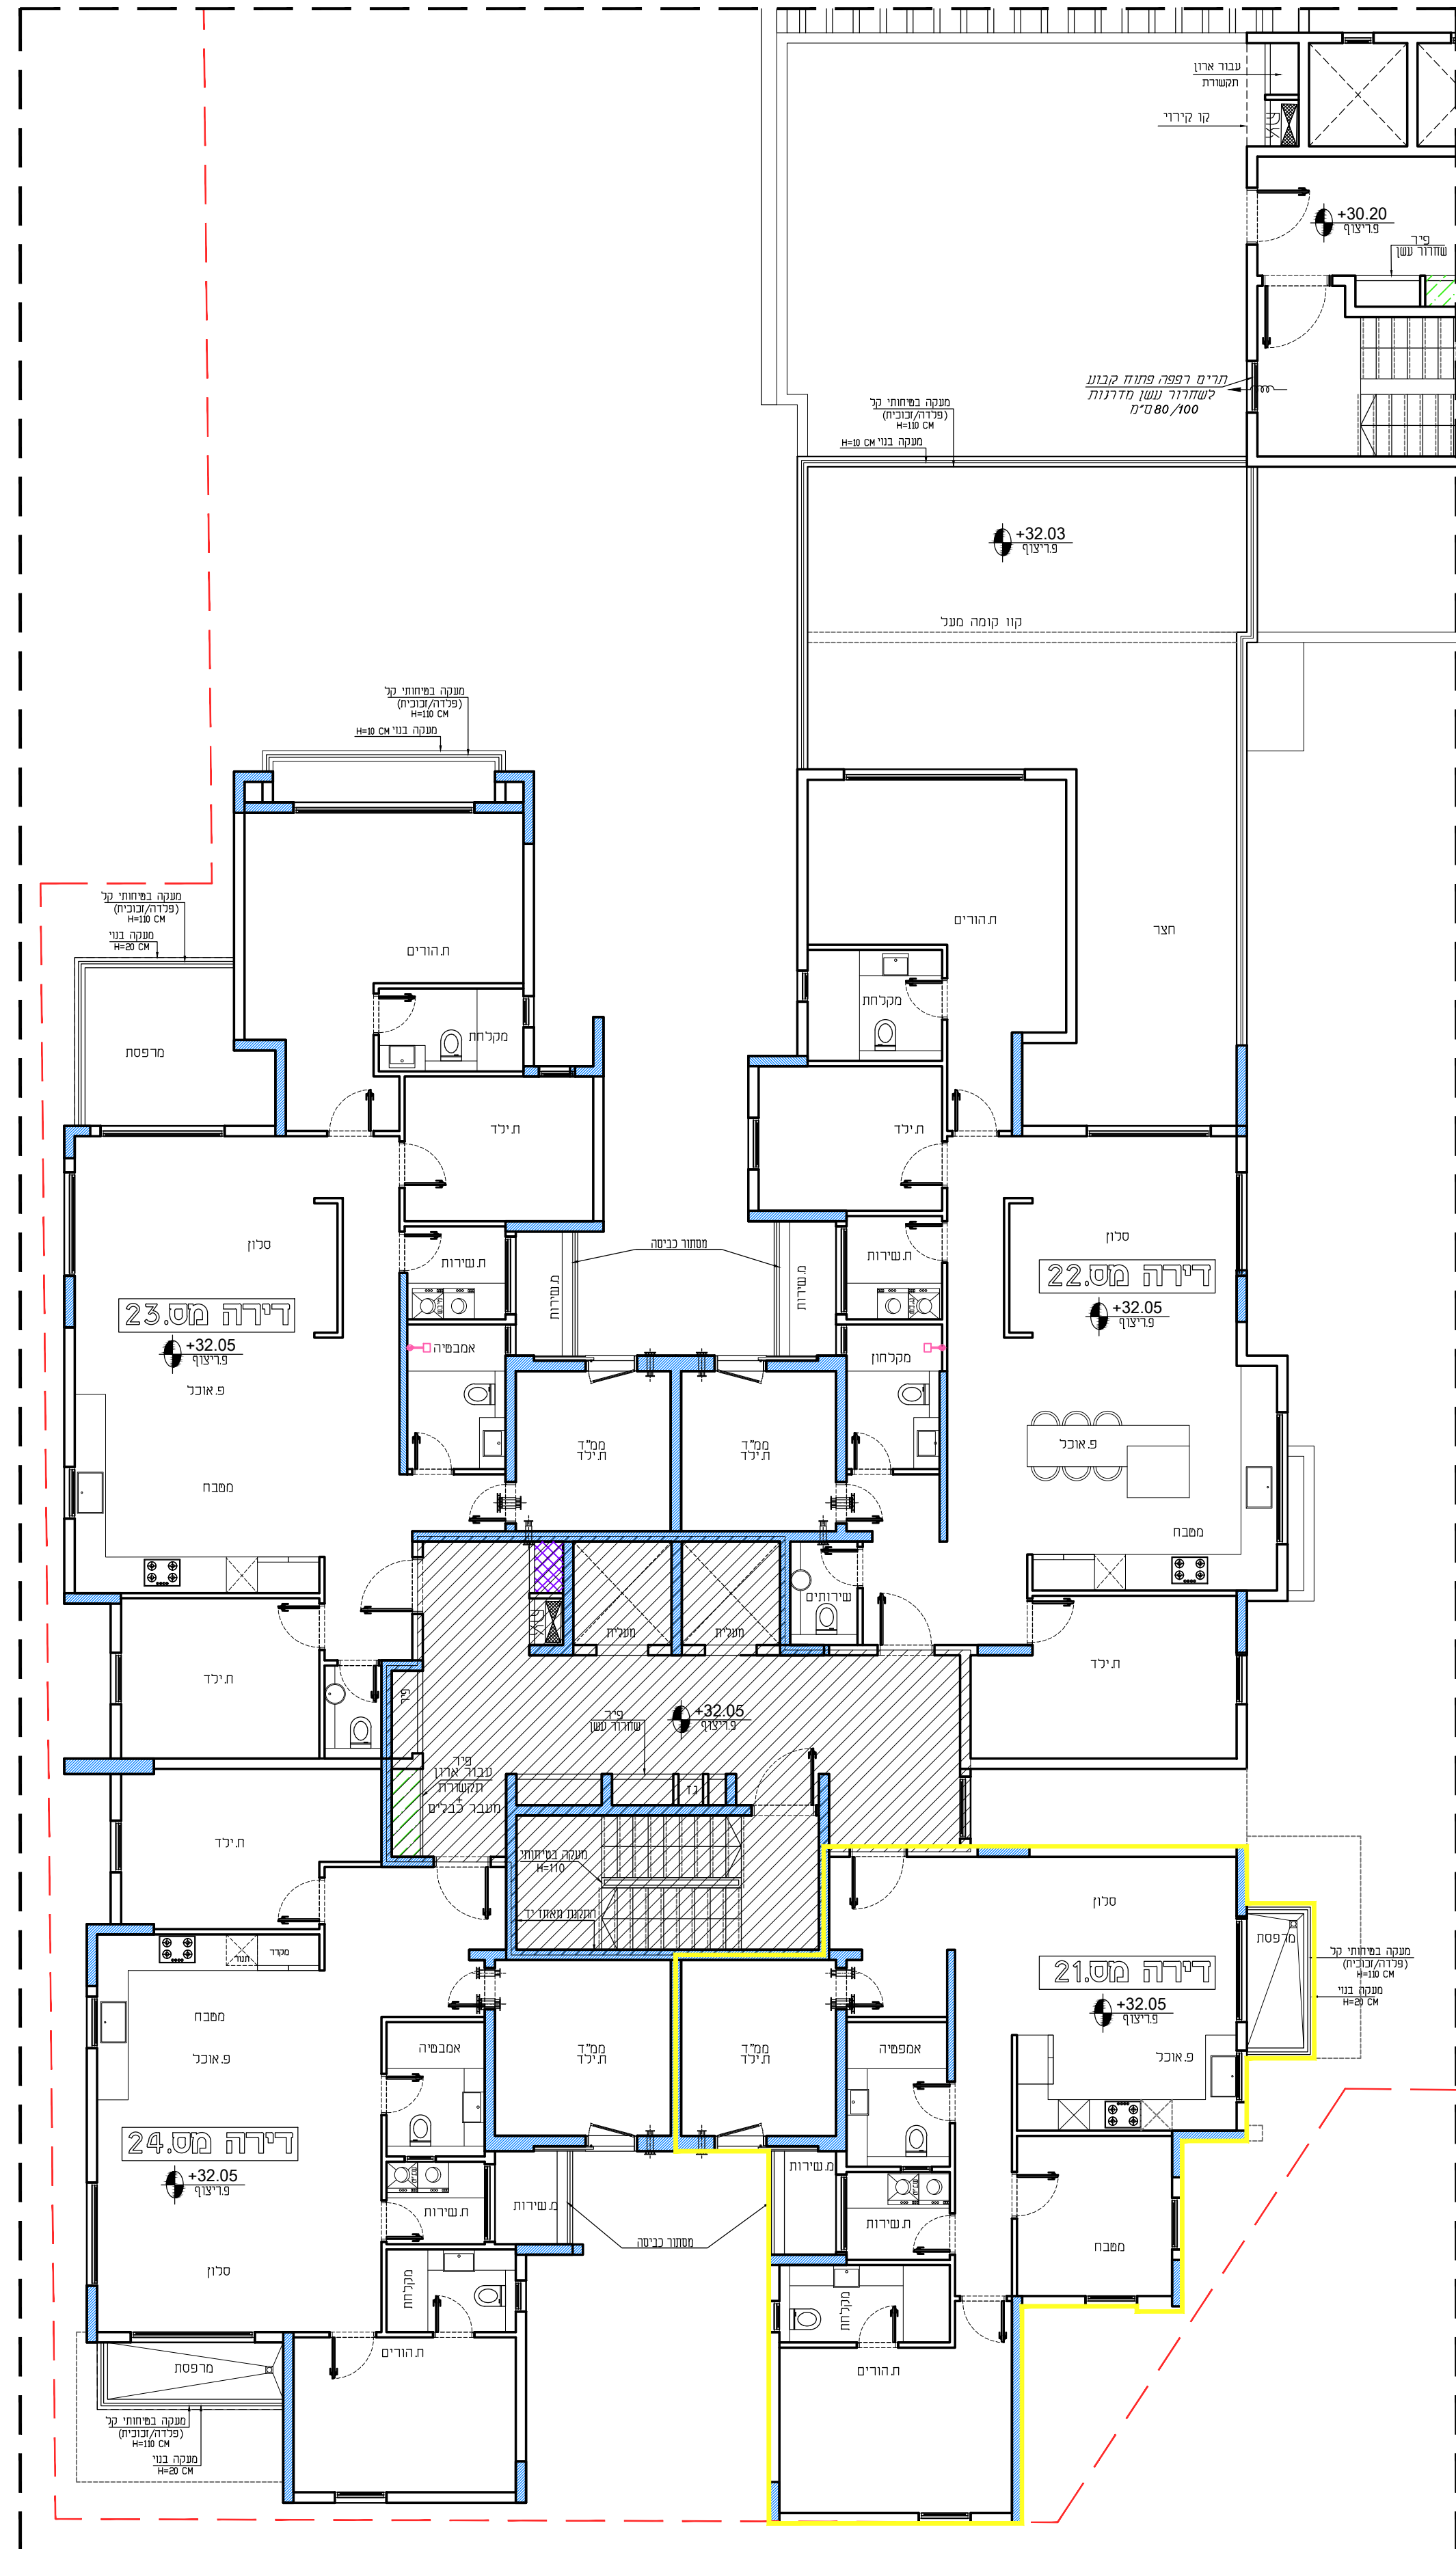 עבור ארון
תקשורת
קו קירוי
+30.20
פ.ריצוף
פיר
שחרור עשן
תריס רפפה פתוח קבוע
לשחרור עשן מדרגות
80/100 ס"מ
מעקה בטיחותי קל
(פלדה/זכוכית)
H=110 CM
מעקה בנוי H=10 CM
+32.03
פ.ריצוף
קוו קומה מעל
מעקה בטיחותי קל
(פלדה/זכוכית)
H=110 CM
מעקה בנוי H=10 CM
מעקה בטיחותי קל
(פלדה/זכוכית)
H=110 CM
מעקה בנוי
H=20 CM
ח.הורים
ח.הורים
חצר
מקלחת
מקלחת
מרפסת
ח.ילד
ח.ילד
סלון
ח.שירות
מ.שירות
מסתור כביסה
מ.שירות
ח.שירות
סלון
דירה מס.23
+32.05
פ.ריצוף
דירה מס.22
+32.05
פ.ריצוף
אמבטיה
מקלחון
פ.אוכל
פ.אוכל
ממ"ד
ח.ילד
ממ"ד
ח.ילד
מטבח
מטבח
שירותים
מעלית
מעלית
ח.ילד
ח.ילד
פיר
+32.05
פ.ריצוף
פיר
שחרור עשן
פיר
עבור ארון
תקשורת
+
מעבר כבלים
גז
ח.ילד
מעקה בטיחותי
H=110
התקנת מאחז יד
סלון
מרפסת
מקרר
תנור
דירה מס.21
+32.05
פ.ריצוף
מעקה בטיחותי קל
(פלדה/זכוכית)
H=110 CM
מעקה בנוי
H=20 CM
מטבח
פ.אוכל
אמבטיה
ממ"ד
ח.ילד
ממ"ד
ח.ילד
אמפטיה
פ.אוכל
דירה מס.24
+32.05
פ.ריצוף
ח.שירות
מ.שירות
מסתור כביסה
מ.שירות
ח.שירות
מטבח
סלון
מקלחת
מקלחת
ח.הורים
ח.הורים
מרפסת
מעקה בטיחותי קל
(פלדה/זכוכית)
H=110 CM
מעקה בנוי
H=20 CM